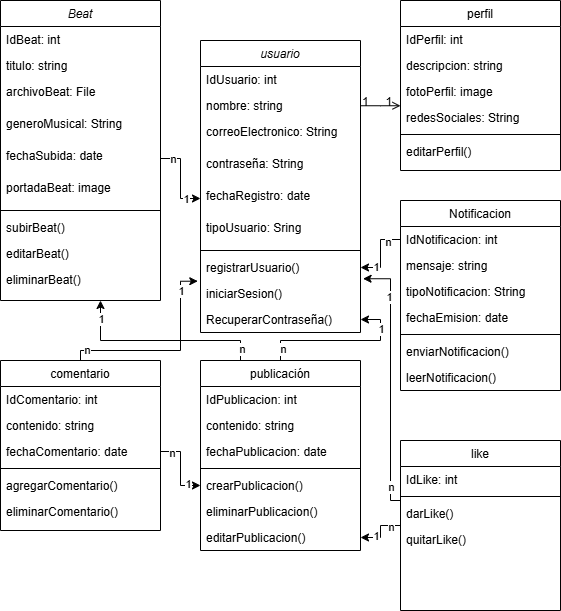 Beat
IdBeat: int
titulo: string
archivoBeat: File
generoMusical: String
fechaSubida: date
portadaBeat: image
subirBeat()
editarBeat()
eliminarBeat()
usuario
IdUsuario: int
nombre: string
correoElectronico: String
contraseña: String
fechaRegistro: date
tipoUsuario: Sring
registrarUsuario()
iniciarSesion()
RecuperarContraseña()
perfil
IdPerfil: int
descripcion: string
fotoPerfil: image
redesSociales: String
editarPerfil()
Notificacion
IdNotificacion: int
mensaje: string
tipoNotificacion: String
fechaEmision: date
enviarNotificacion()
leerNotificacion()
comentario
IdComentario: int
contenido: string
fechaComentario: date
agregarComentario()
eliminarComentario()
publicación
IdPublicacion: int
contenido: string
fechaPublicacion: date
crearPublicacion()
eliminarPublicacion()
editarPublicacion()
like
IdLike: int
darLike()
quitarLike()
n
1
1
1
n
1
1
n
1
n
n
1
1
n
n
1
n
1